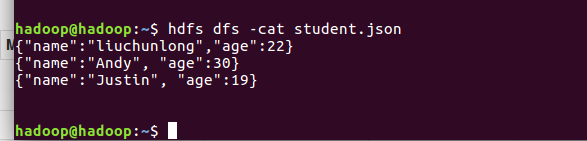 hadoop@hadoop:~$ hdfs dfs -cat student.json
{"name":"liuchunlong","age":22}
{"name":"Andy", "age":30}
{"name":"Justin", "age":19}
hadoop@hadoop:~$